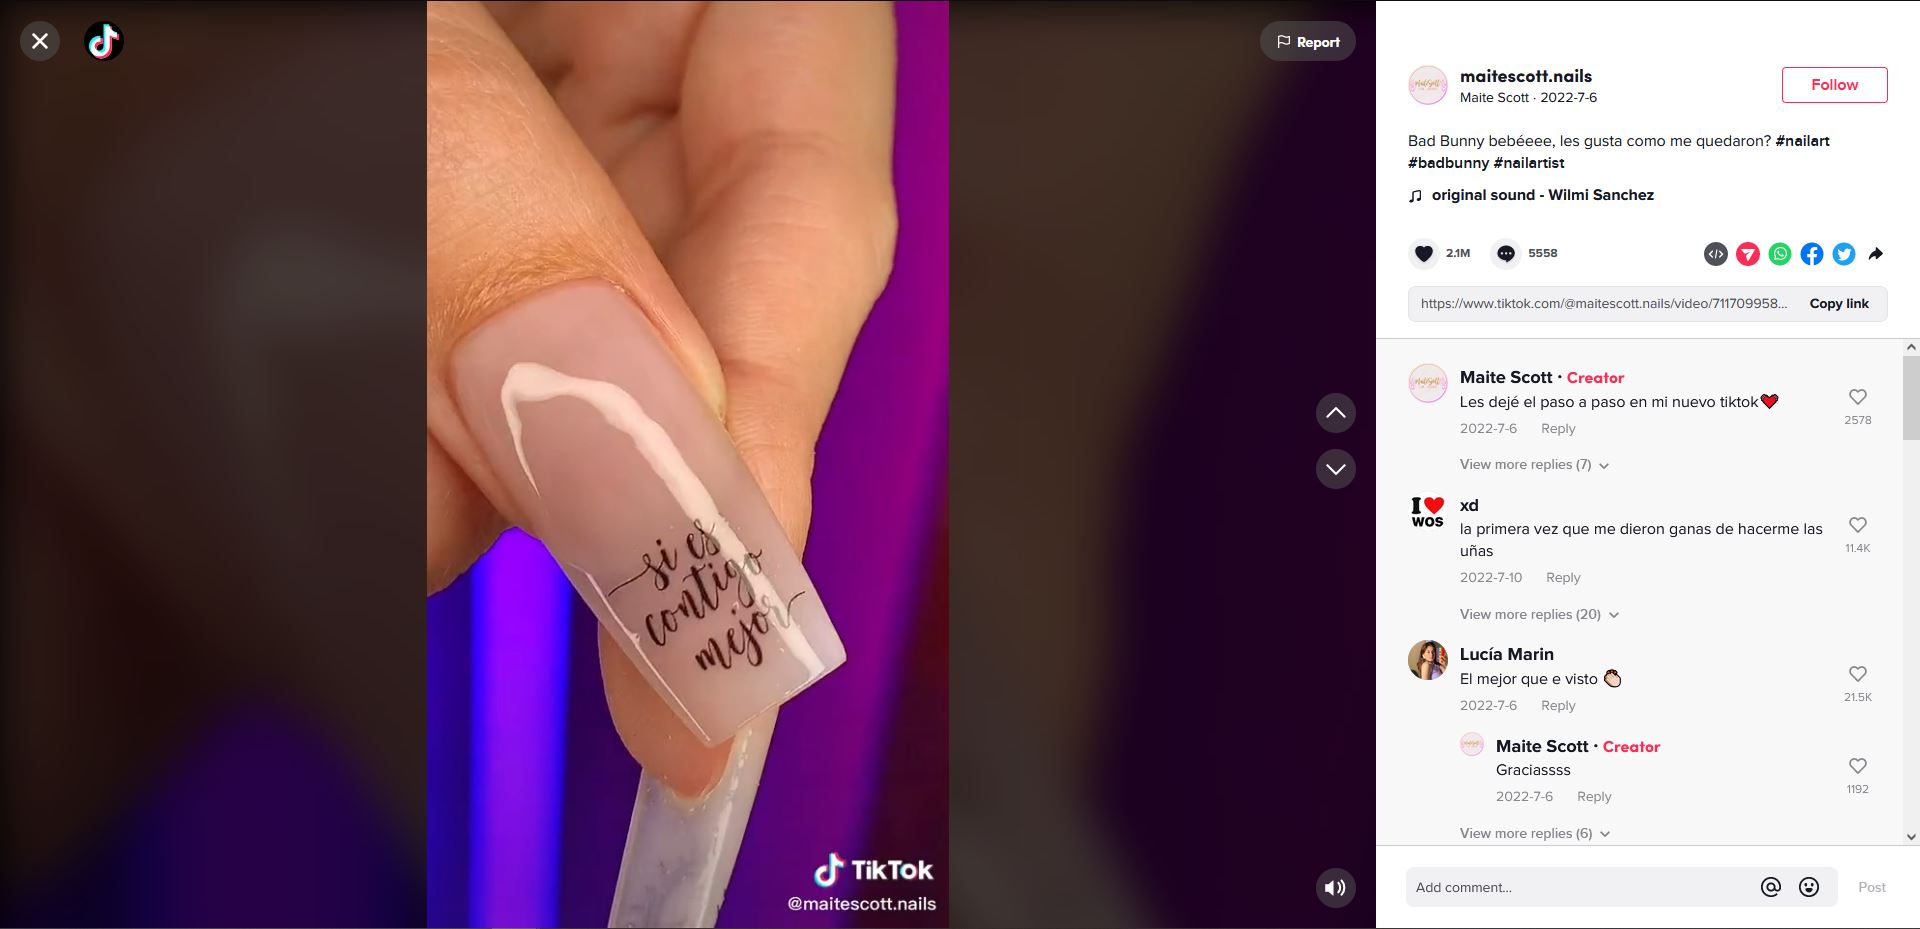 Report
si es
contigo
mejor
TikTok
@maitescott.nails
maitescott.nails
Maite Scott · 2022-7-6
Follow
Bad Bunny bebéeee, les gusta como me quedaron? #nailart
#badbunny #nailartist
original sound - Wilmi Sanchez
2.1M
5558
https://www.tiktok.com/@maitescott.nails/video/711709958...
Copy link
Maite Scott · Creator
Les dejé el paso a paso en mi nuevo tiktok❤️
2578
2022-7-6 Reply
View more replies (7)
I ❤ WOS
xd
la primera vez que me dieron ganas de hacerme las
uñas
11.4K
2022-7-10 Reply
View more replies (20)
Lucía Marin
El mejor que e visto 👏🏻
21.5K
2022-7-6 Reply
Maite Scott · Creator
Graciassss
1192
2022-7-6 Reply
View more replies (6)
Add comment...
Post